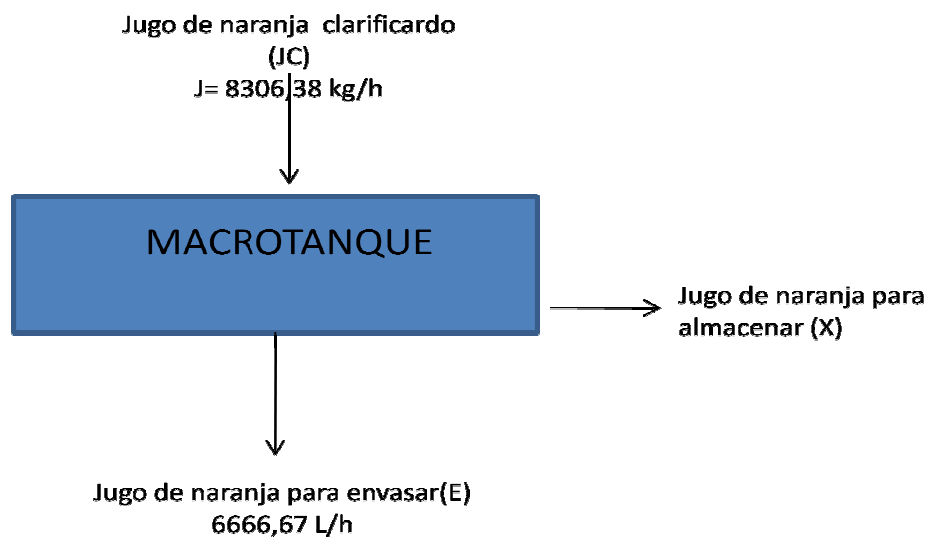 Jugo de naranja clarificardo
(JC)
J= 8306,38 kg/h
MACROTANQUE
Jugo de naranja para
almacenar (X)
Jugo de naranja para envasar(E)
6666,67 L/h